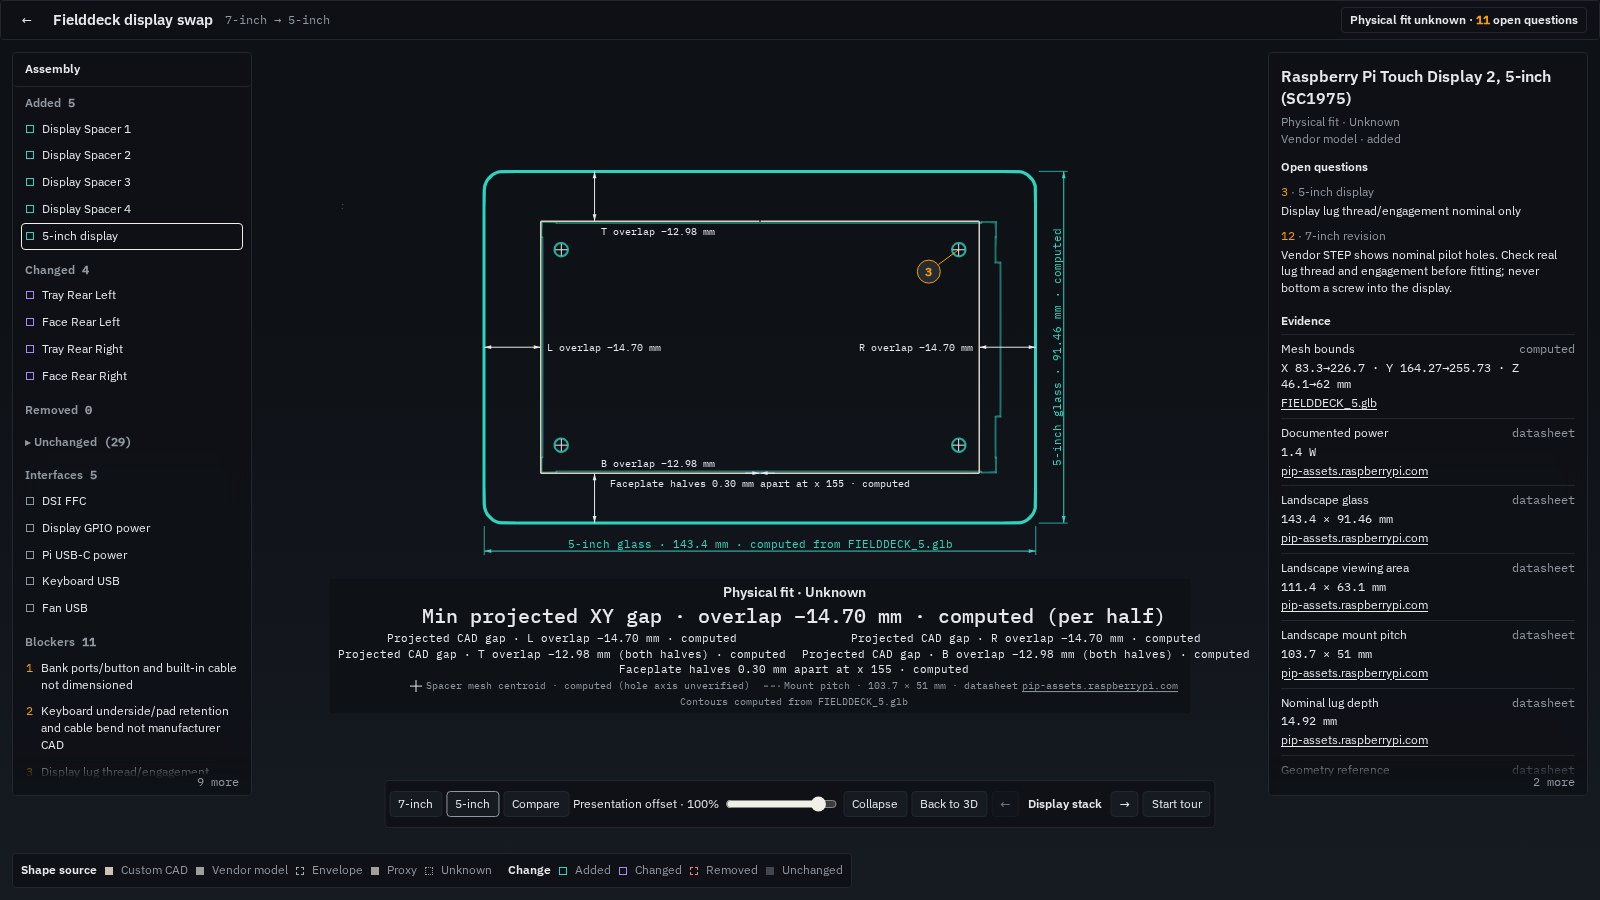 ← Fielddeck display swap 7-inch → 5-inch
Physical fit unknown · 11 open questions
Assembly
Added 5
Display Spacer 1
Display Spacer 2
Display Spacer 3
Display Spacer 4
5-inch display
Changed 4
Tray Rear Left
Face Rear Left
Tray Rear Right
Face Rear Right
Removed 0
▸ Unchanged (29)
Interfaces 5
DSI FFC
Display GPIO power
Pi USB-C power
Keyboard USB
Fan USB
Blockers 11
1 Bank ports/button and built-in cable
not dimensioned
2 Keyboard underside/pad retention
and cable bend not manufacturer
CAD
3 Display lug thread/engagement
9 more
T overlap −12.98 mm
3
L overlap −14.70 mm
R overlap −14.70 mm
B overlap −12.98 mm
Faceplate halves 0.30 mm apart at x 155 · computed
5-inch glass · 91.46 mm · computed
5-inch glass · 143.4 mm · computed from FIELDDECK_5.glb
Physical fit · Unknown
Min projected XY gap · overlap −14.70 mm · computed (per half)
Projected CAD gap · L overlap −14.70 mm · computed
Projected CAD gap · R overlap −14.70 mm · computed
Projected CAD gap · T overlap −12.98 mm (both halves) · computed
Projected CAD gap · B overlap −12.98 mm (both halves) · computed
Faceplate halves 0.30 mm apart at x 155 · computed
Spacer mesh centroid · computed (hole axis unverified)
Mount pitch · 103.7 × 51 mm · datasheet pip-assets.raspberrypi.com
Contours computed from FIELDDECK_5.glb
7-inch
5-inch
Compare
Presentation offset · 100%
Collapse
Back to 3D
←
Display stack
→
Start tour
Raspberry Pi Touch Display 2, 5-inch
(SC1975)
Physical fit · Unknown
Vendor model · added
Open questions
3 · 5-inch display
Display lug thread/engagement nominal only
12 · 7-inch revision
Vendor STEP shows nominal pilot holes. Check real
lug thread and engagement before fitting; never
bottom a screw into the display.
Evidence
Mesh bounds computed
X 83.3→226.7 · Y 164.27→255.73 · Z
46.1→62 mm
FIELDDECK_5.glb
Documented power datasheet
1.4 W
pip-assets.raspberrypi.com
Landscape glass datasheet
143.4 × 91.46 mm
pip-assets.raspberrypi.com
Landscape viewing area datasheet
111.4 × 63.1 mm
pip-assets.raspberrypi.com
Landscape mount pitch datasheet
103.7 × 51 mm
pip-assets.raspberrypi.com
Nominal lug depth datasheet
14.92 mm
pip-assets.raspberrypi.com
Geometry reference datasheet
2 more
Shape source Custom CAD Vendor model Envelope Proxy Unknown Change Added Changed Removed Unchanged